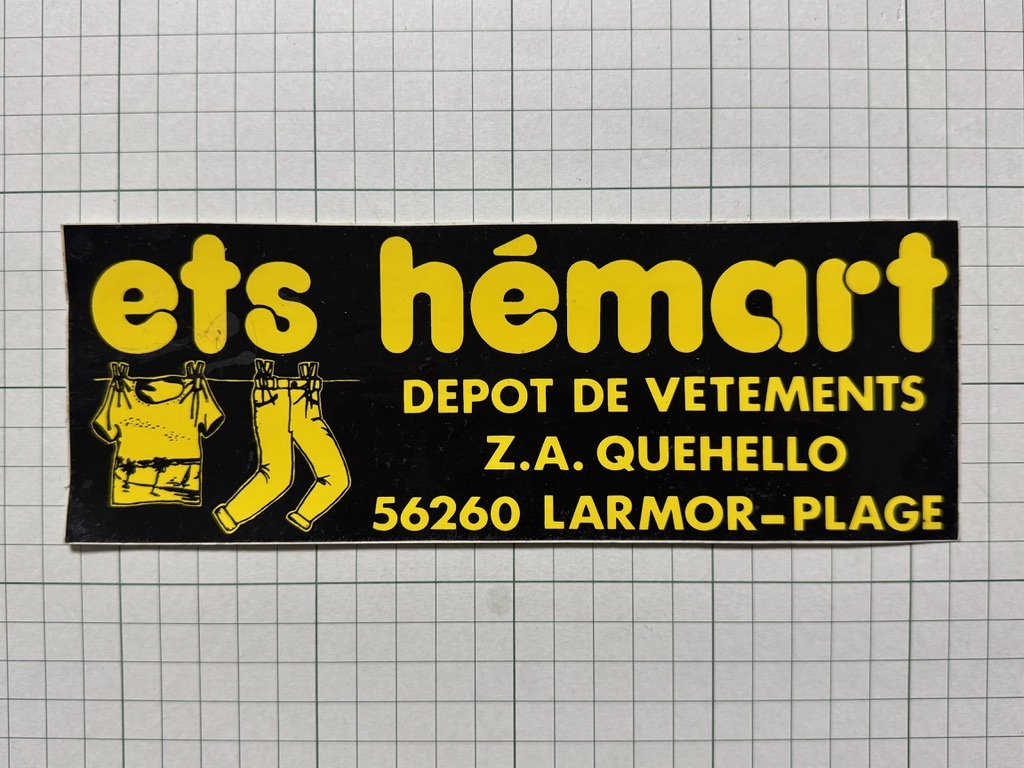 ets hémart
DEPOT DE VETEMENTS
Z.A. QUEHELLO
56260 LARMOR-PLAGE